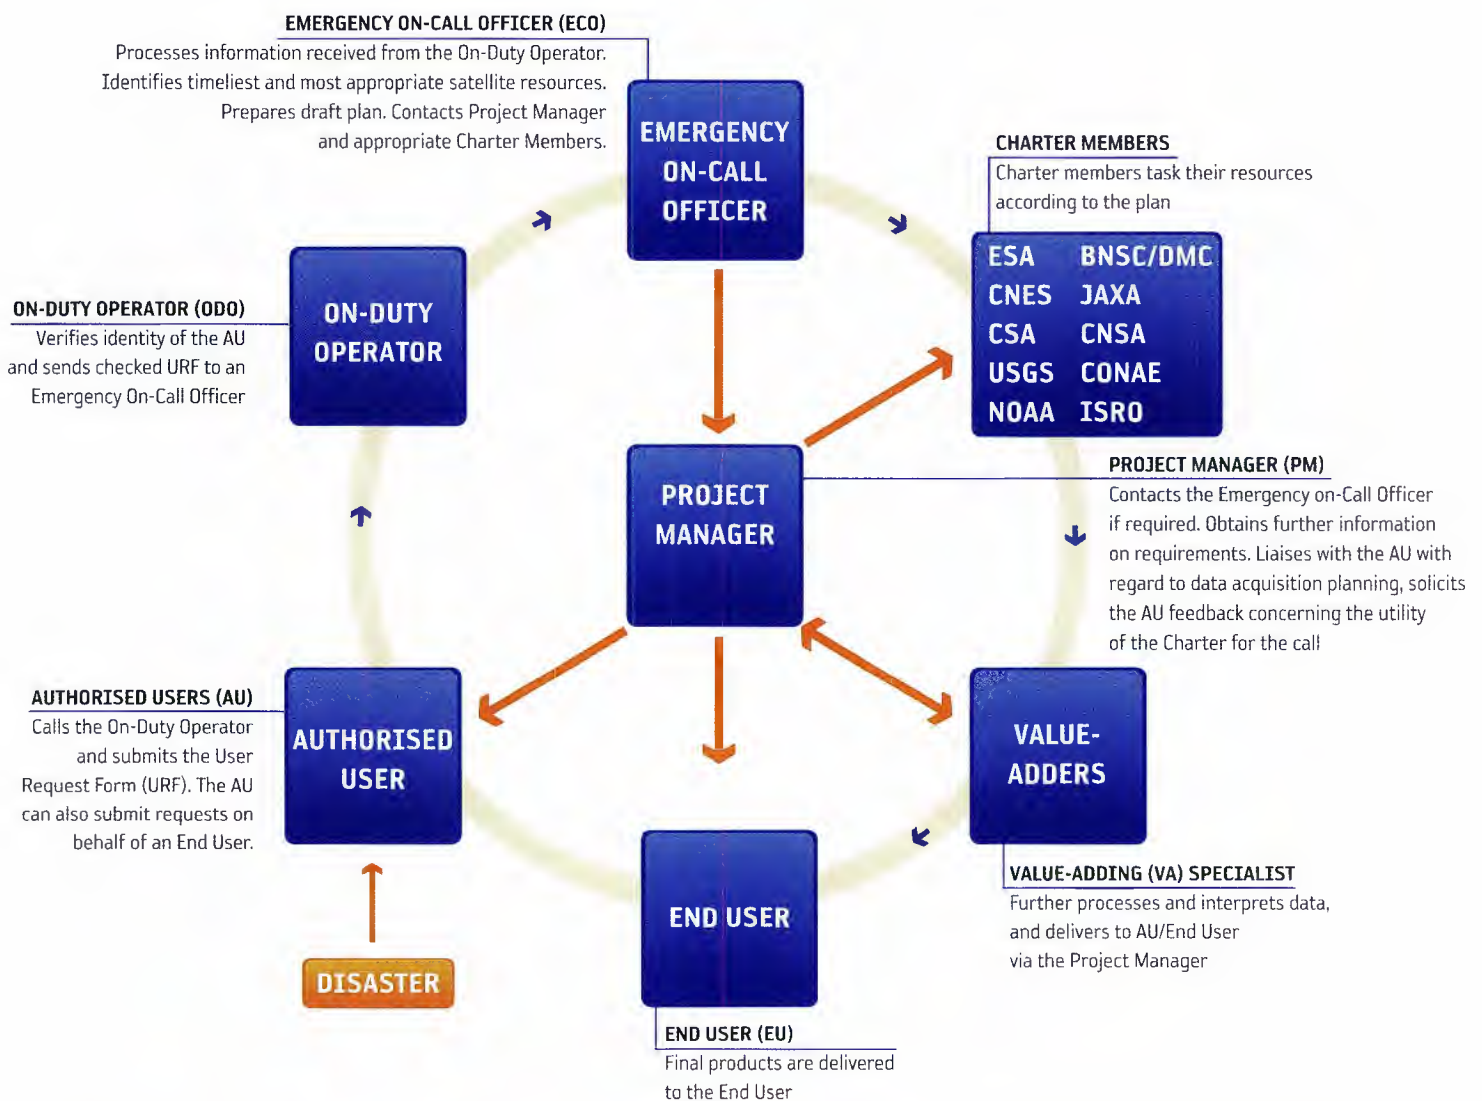 EMERGENCY ON-CALL OFFICER (ECO)
Processes information received from the On-Duty Operator.
Identifies timeliest and most appropriate satellite resources.
Prepares draft plan. Contacts Project Manager
and appropriate Charter Members.
EMERGENCY
ON-CALL
OFFICER
CHARTER MEMBERS
Charter members task their resources
according to the plan
ESA BNSC/DMC
CNES JAXA
CSA CNSA
USGS CONAE
NOAA ISRO
ON-DUTY OPERATOR (ODO)
Verifies identity of the AU
and sends checked URF to an
Emergency On-Call Officer
ON-DUTY
OPERATOR
PROJECT
MANAGER
PROJECT MANAGER (PM)
Contacts the Emergency on-Call Officer
if required. Obtains further information
on requirements. Liaises with the AU with
regard to data acquisition planning, solicits
the AU feedback concerning the utility
of the Charter for the call
AUTHORISED USERS (AU)
Calls the On-Duty Operator
and submits the User
Request Form (URF). The AU
can also submit requests on
behalf of an End User.
AUTHORISED
USER
VALUE-
ADDERS
VALUE-ADDING (VA) SPECIALIST
Further processes and interprets data,
and delivers to AU/End User
via the Project Manager
END USER
DISASTER
END USER (EU)
Final products are delivered
to the End User